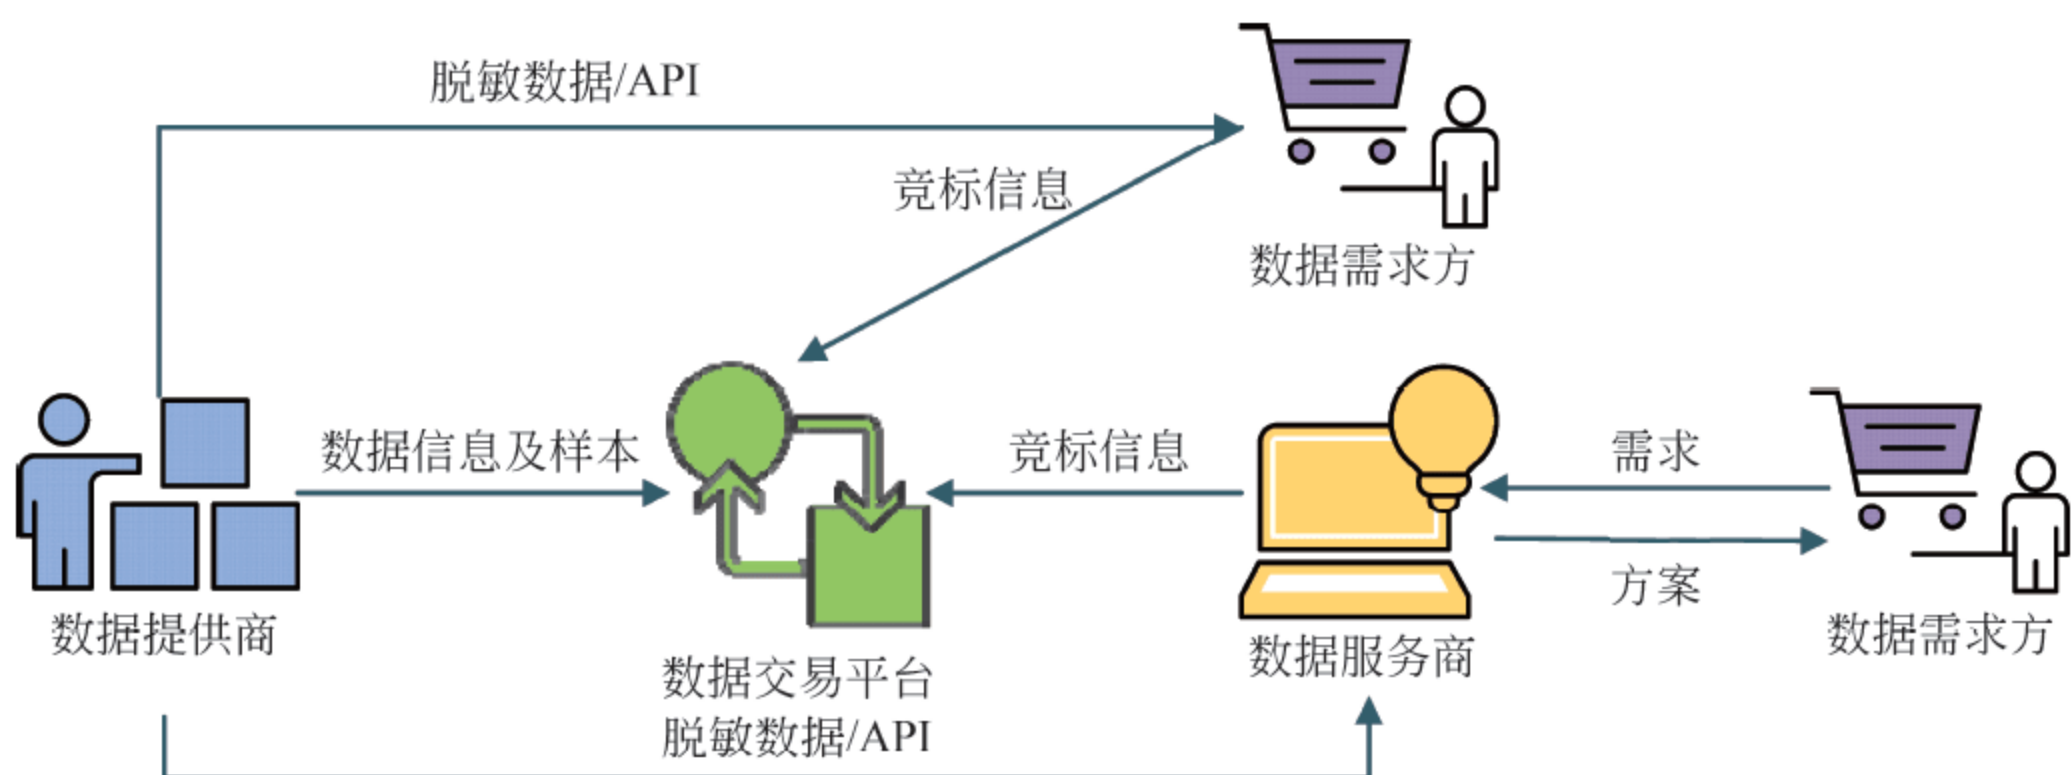 脱敏数据/API
竞标信息
数据需求方
数据信息及样本
竞标信息
需求
方案
数据提供商
数据交易平台
脱敏数据/API
数据服务商
数据需求方